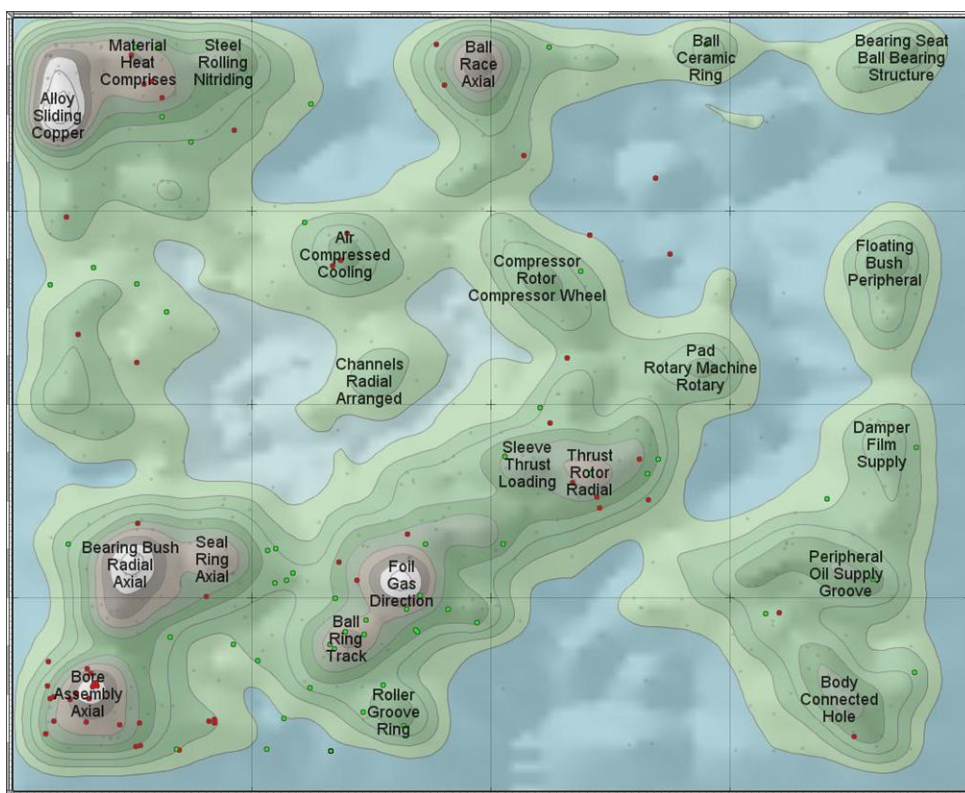 Material
Heat
Comprises
Steel
Rolling
Nitriding
Ball
Race
Axial
Ball
Ceramic
Ring
Bearing Seat
Ball Bearing
Structure
Alloy
Sliding
Copper
Air
Compressed
Cooling
Compressor
Rotor
Compressor Wheel
Floating
Bush
Peripheral
Channels
Radial
Arranged
Pad
Rotary Machine
Rotary
Sleeve
Thrust
Loading
Thrust
Rotor
Radial
Damper
Film
Supply
Bearing Bush
Radial
Axial
Seal
Ring
Axial
Foil
Gas
Direction
Peripheral
Oil Supply
Groove
Ball
Ring
Track
Bore
Assembly
Axial
Roller
Groove
Ring
Body
Connected
Hole